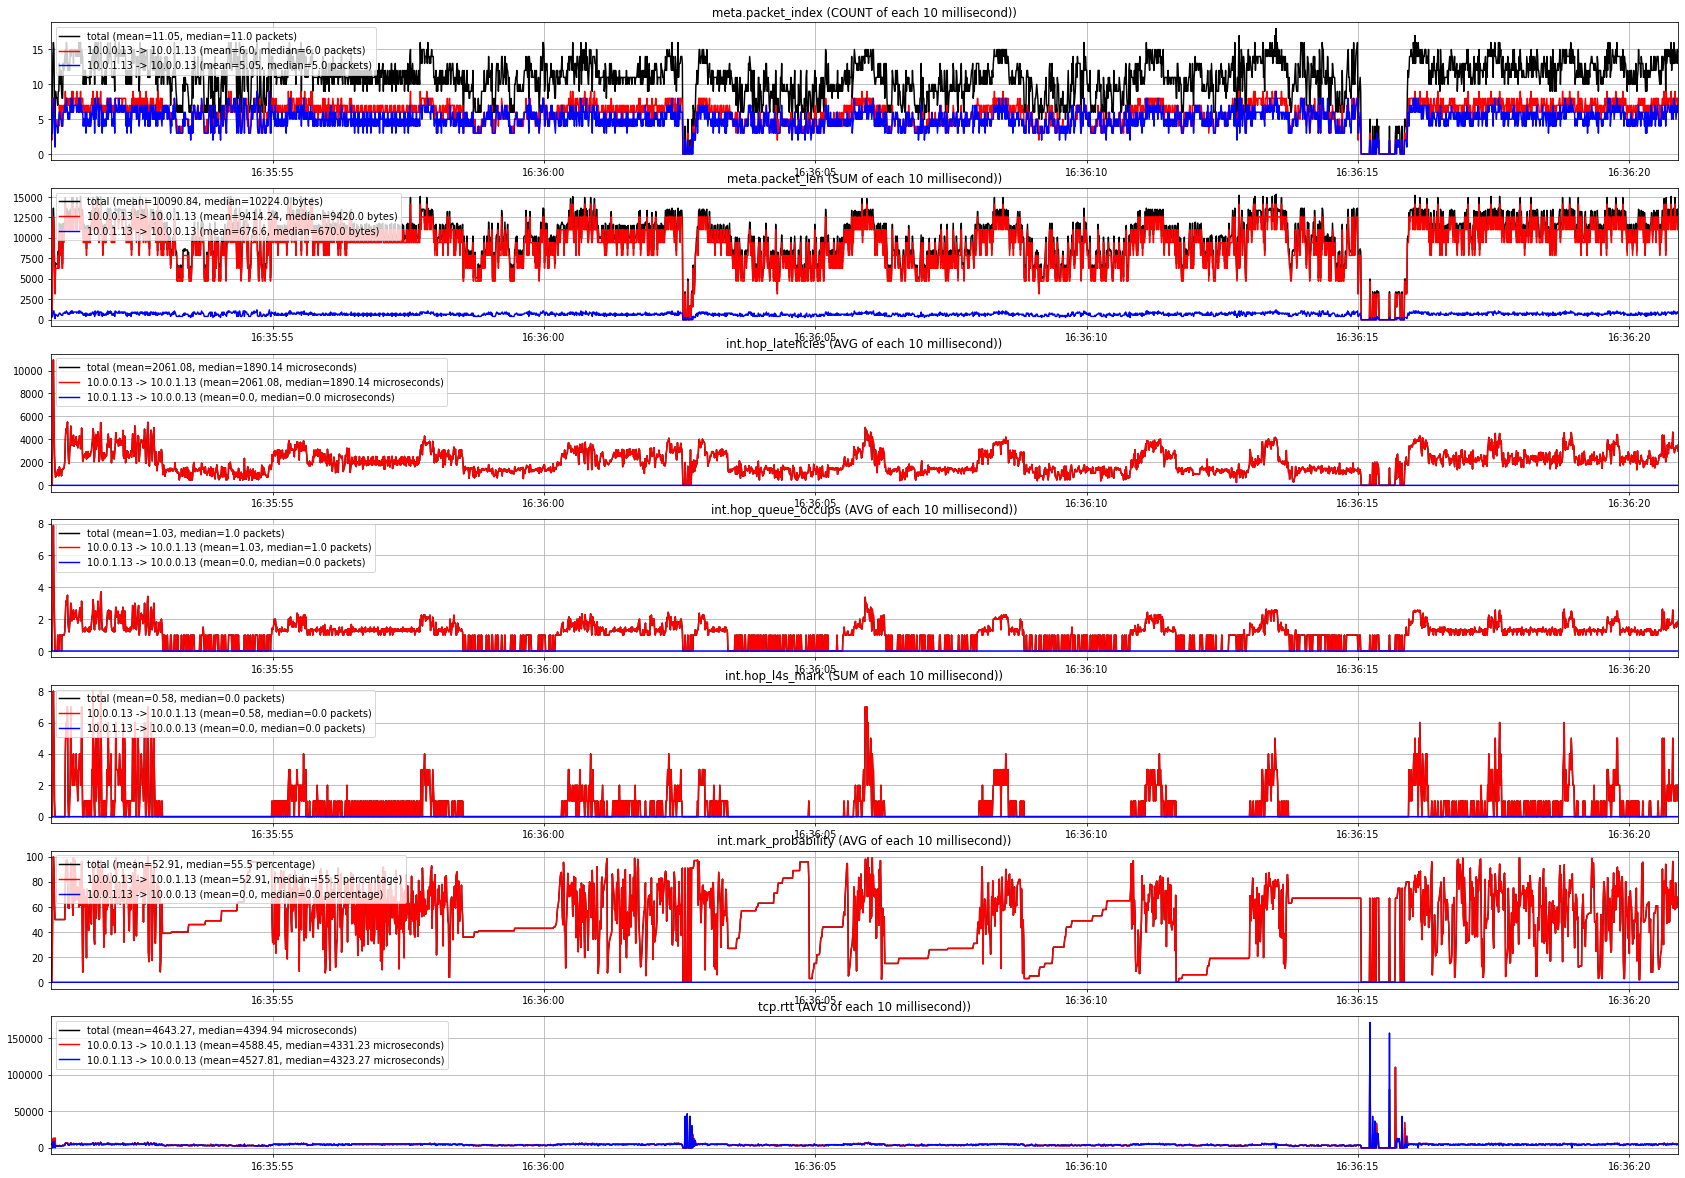 meta.packet_index (COUNT of each 10 millisecond))
total (mean=11.05, median=11.0 packets)
10.0.0.13 -> 10.0.1.13 (mean=6.0, median=6.0 packets)
10.0.1.13 -> 10.0.0.13 (mean=5.05, median=5.0 packets)
15
10
5
0
16:35:55 16:36:00 16:36:05 16:36:10 16:36:15 16:36:20
meta.packet_len (SUM of each 10 millisecond))
total (mean=10090.84, median=10224.0 bytes)
10.0.0.13 -> 10.0.1.13 (mean=9414.24, median=9420.0 bytes)
10.0.1.13 -> 10.0.0.13 (mean=676.6, median=670.0 bytes)
15000
12500
10000
7500
5000
2500
0
16:35:55 16:36:00 16:36:05 16:36:10 16:36:15 16:36:20
int.hop_latencies (AVG of each 10 millisecond))
total (mean=2061.08, median=1890.14 microseconds)
10.0.0.13 -> 10.0.1.13 (mean=2061.08, median=1890.14 microseconds)
10.0.1.13 -> 10.0.0.13 (mean=0.0, median=0.0 microseconds)
10000
8000
6000
4000
2000
0
16:35:55 16:36:00 16:36:05 16:36:10 16:36:15 16:36:20
int.hop_queue_occups (AVG of each 10 millisecond))
total (mean=1.03, median=1.0 packets)
10.0.0.13 -> 10.0.1.13 (mean=1.03, median=1.0 packets)
10.0.1.13 -> 10.0.0.13 (mean=0.0, median=0.0 packets)
8
6
4
2
0
16:35:55 16:36:00 16:36:05 16:36:10 16:36:15 16:36:20
int.hop_l4s_mark (SUM of each 10 millisecond))
total (mean=0.58, median=0.0 packets)
10.0.0.13 -> 10.0.1.13 (mean=0.58, median=0.0 packets)
10.0.1.13 -> 10.0.0.13 (mean=0.0, median=0.0 packets)
8
6
4
2
0
16:35:55 16:36:00 16:36:05 16:36:10 16:36:15 16:36:20
int.mark_probability (AVG of each 10 millisecond))
total (mean=52.91, median=55.5 percentage)
10.0.0.13 -> 10.0.1.13 (mean=52.91, median=55.5 percentage)
10.0.1.13 -> 10.0.0.13 (mean=0.0, median=0.0 percentage)
100
80
60
40
20
0
16:35:55 16:36:00 16:36:05 16:36:10 16:36:15 16:36:20
tcp.rtt (AVG of each 10 millisecond))
total (mean=4643.27, median=4394.94 microseconds)
10.0.0.13 -> 10.0.1.13 (mean=4588.45, median=4331.23 microseconds)
10.0.1.13 -> 10.0.0.13 (mean=4527.81, median=4323.27 microseconds)
150000
100000
50000
0
16:35:55 16:36:00 16:36:05 16:36:10 16:36:15 16:36:20